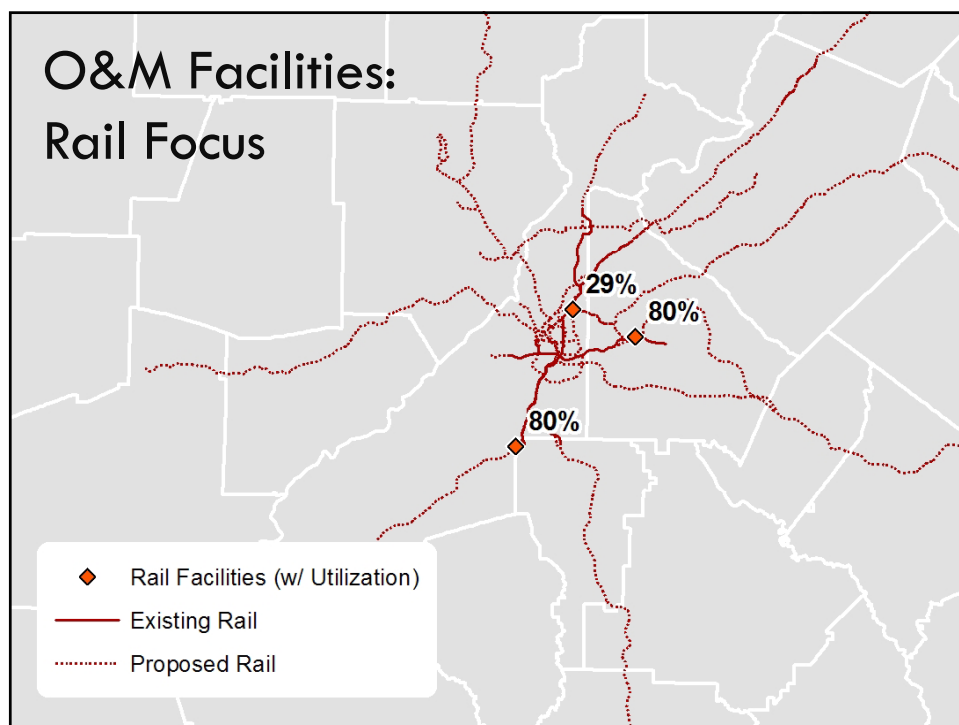 O&M Facilities:
Rail Focus
29%
80%
80%
Rail Facilities (w/ Utilization)
Existing Rail
Proposed Rail